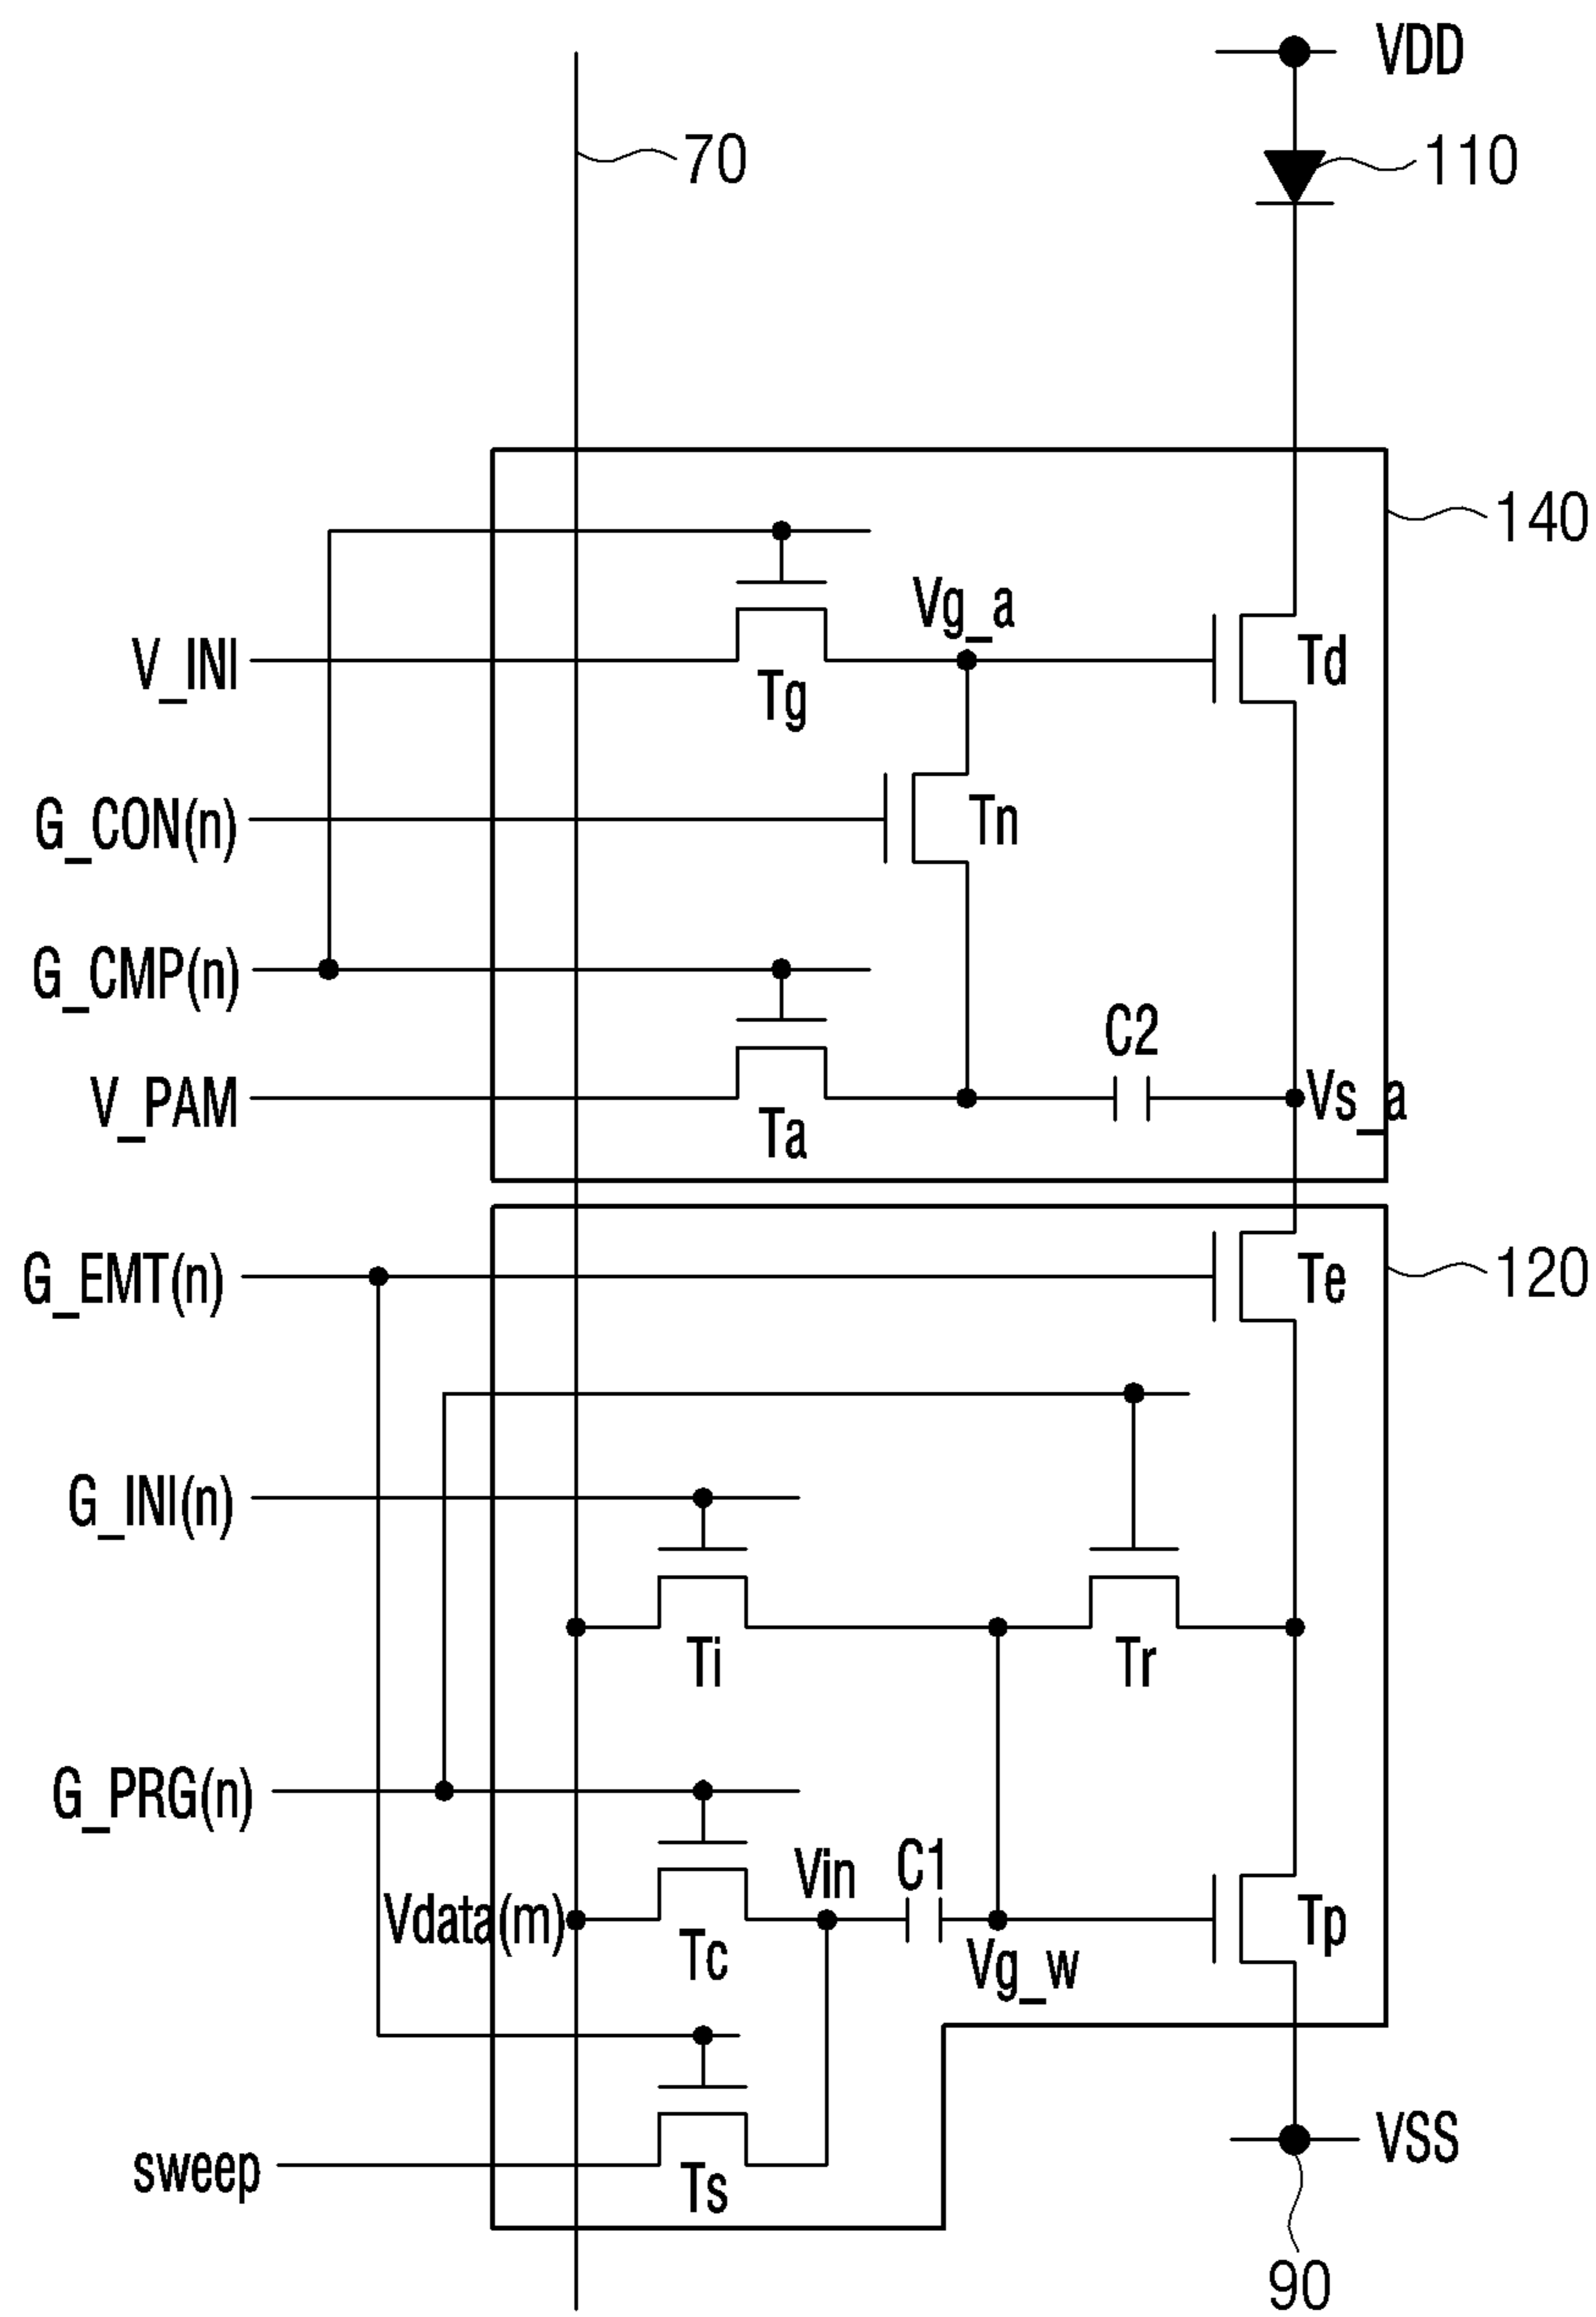 VDD
70
110
140
Vg_a
V_INI
Td
Tg
G_CON(n)
Tn
G_CMP(n)
C2
V_PAM
Vs_a
Ta
G_EMT(n)
Te
120
G_INI(n)
Ti
Tr
G_PRG(n)
Vin
C1
Vdata(m)
Tp
Tc
Vg_w
sweep
Ts
VSS
90